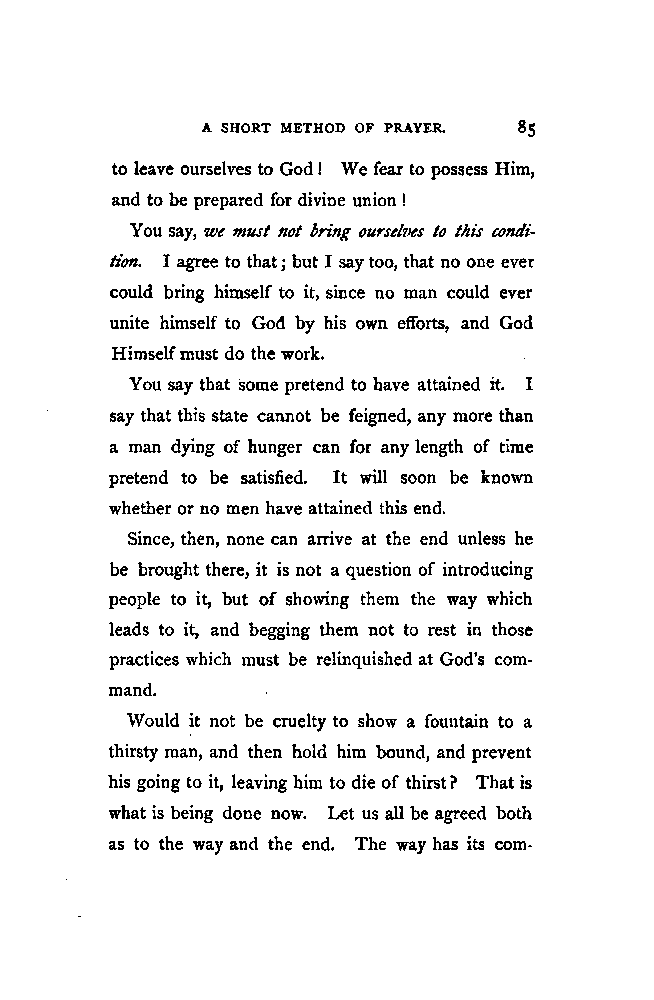 A SHORT METHOD OF PRAYER. 85
to leave ourselves to God! We fear to possess Him,
and to be prepared for divine union!
You say, we must not bring ourselves to this condi-
tion. I agree to that; but I say too, that no one ever
could bring himself to it, since no man could ever
unite himself to God by his own efforts, and God
Himself must do the work.
You say that some pretend to have attained it. I
say that this state cannot be feigned, any more than
a man dying of hunger can for any length of time
pretend to be satisfied. It will soon be known
whether or no men have attained this end.
Since, then, none can arrive at the end unless he
be brought there, it is not a question of introducing
people to it, but of showing them the way which
leads to it, and begging them not to rest in those
practices which must be relinquished at God's com-
mand.
Would it not be cruelty to show a fountain to a
thirsty man, and then hold him bound, and prevent
his going to it, leaving him to die of thirst? That is
what is being done now. Let us all be agreed both
as to the way and the end. The way has its com-